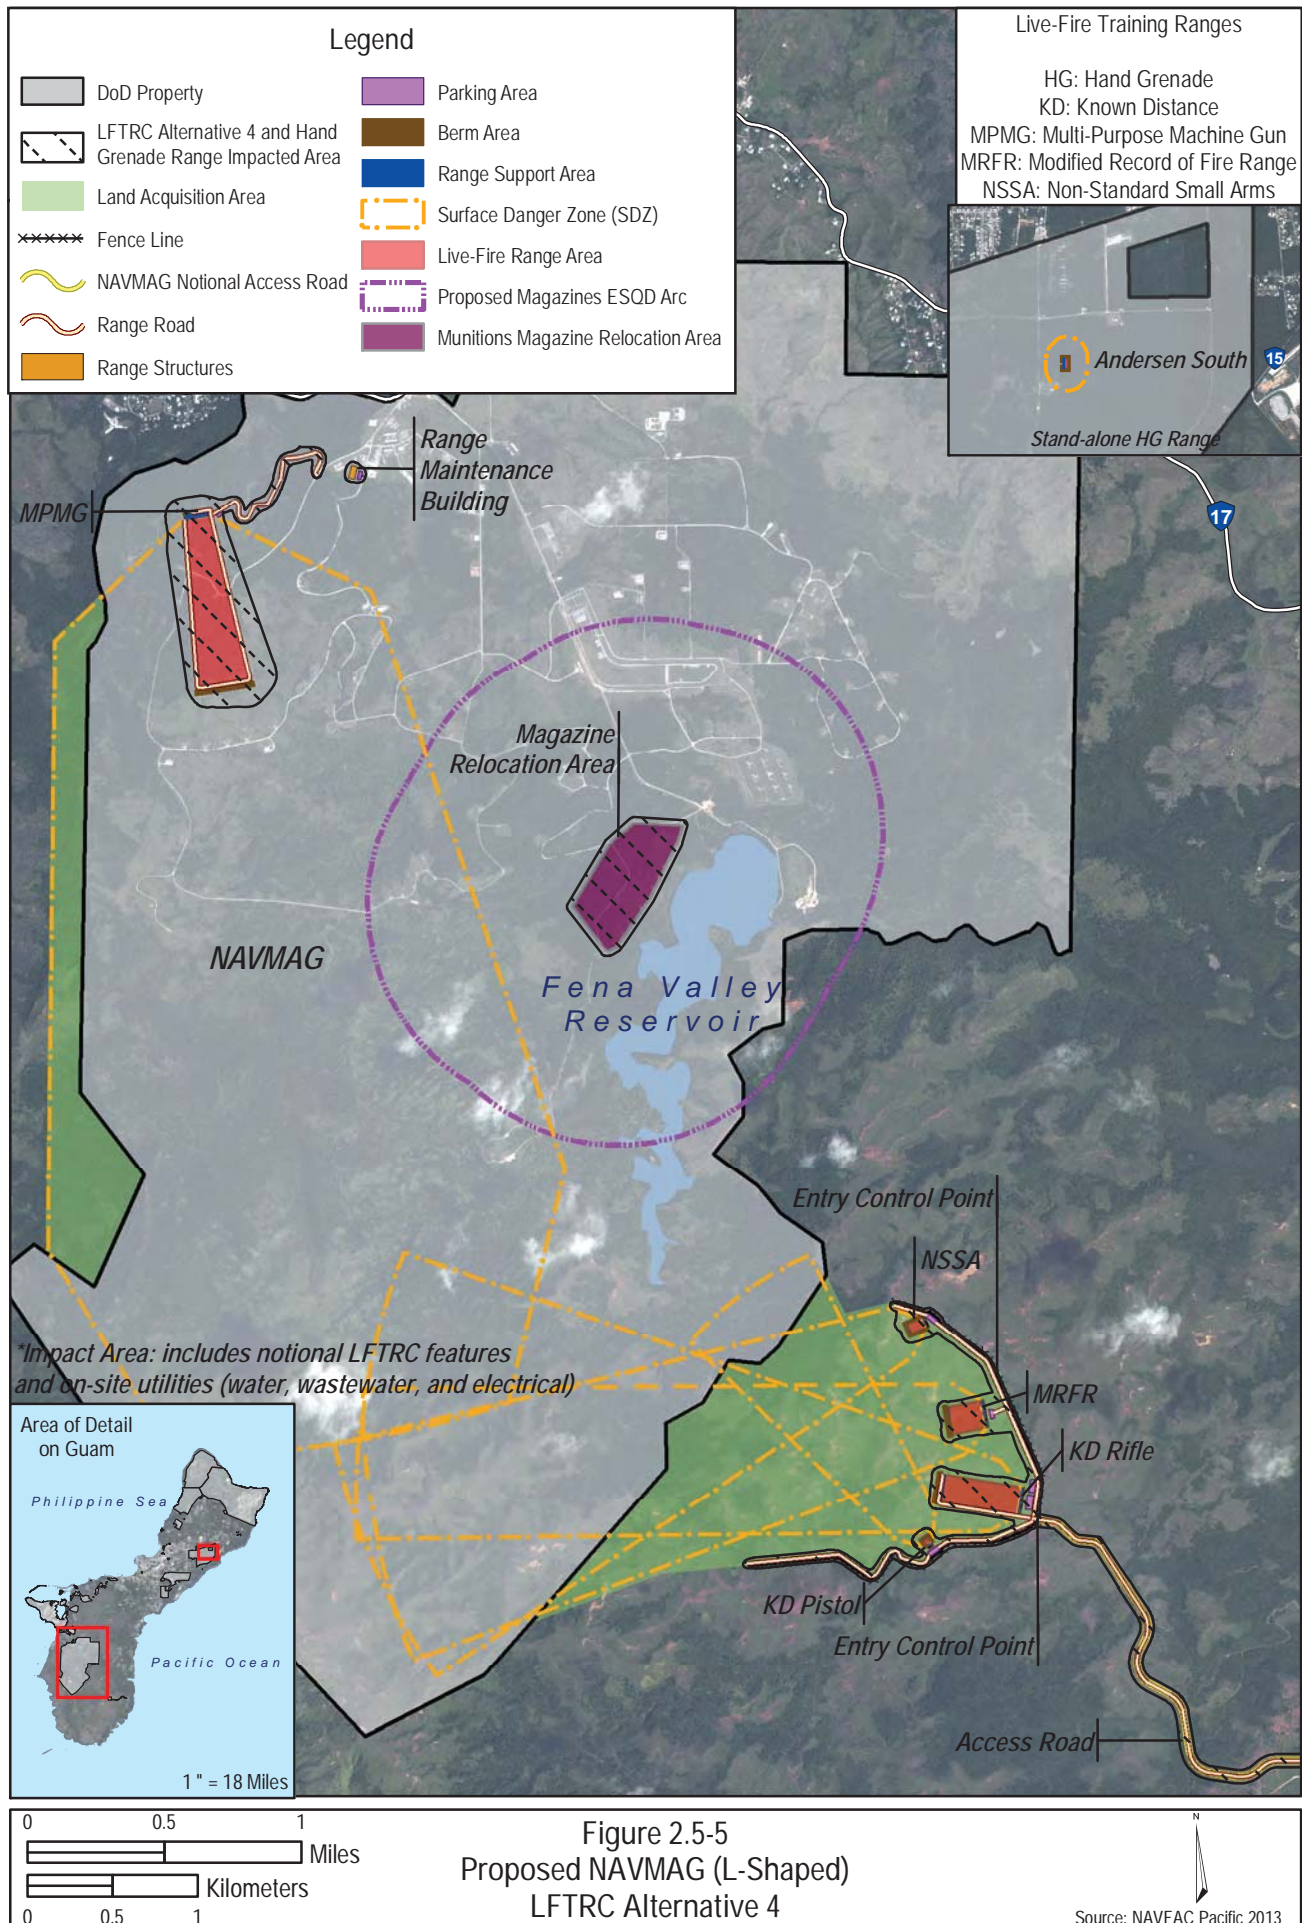 Legend
DoD Property
LFTRC Alternative 4 and Hand
Grenade Range Impacted Area
Land Acquisition Area
Fence Line
NAVMAG Notional Access Road
Range Road
Range Structures
Parking Area
Berm Area
Range Support Area
Surface Danger Zone (SDZ)
Live-Fire Range Area
Proposed Magazines ESQD Arc
Munitions Magazine Relocation Area
Live-Fire Training Ranges
HG: Hand Grenade
KD: Known Distance
MPMG: Multi-Purpose Machine Gun
MRFR: Modified Record of Fire Range
NSSA: Non-Standard Small Arms
Andersen South
15
Stand-alone HG Range
17
Range
Maintenance
Building
MPMG
Magazine
Relocation Area
NAVMAG
Fena Valley
Reservoir
Entry Control Point
NSSA
MRFR
KD Rifle
KD Pistol
Entry Control Point
Access Road
*Impact Area: includes notional LFTRC features
and on-site utilities (water, wastewater, and electrical)
Area of Detail
on Guam
Philippine Sea
Pacific Ocean
1 " = 18 Miles
0 0.5 1
Miles
Kilometers
0 0.5 1
Figure 2.5-5
Proposed NAVMAG (L-Shaped)
LFTRC Alternative 4
N
Source: NAVFAC Pacific 2013